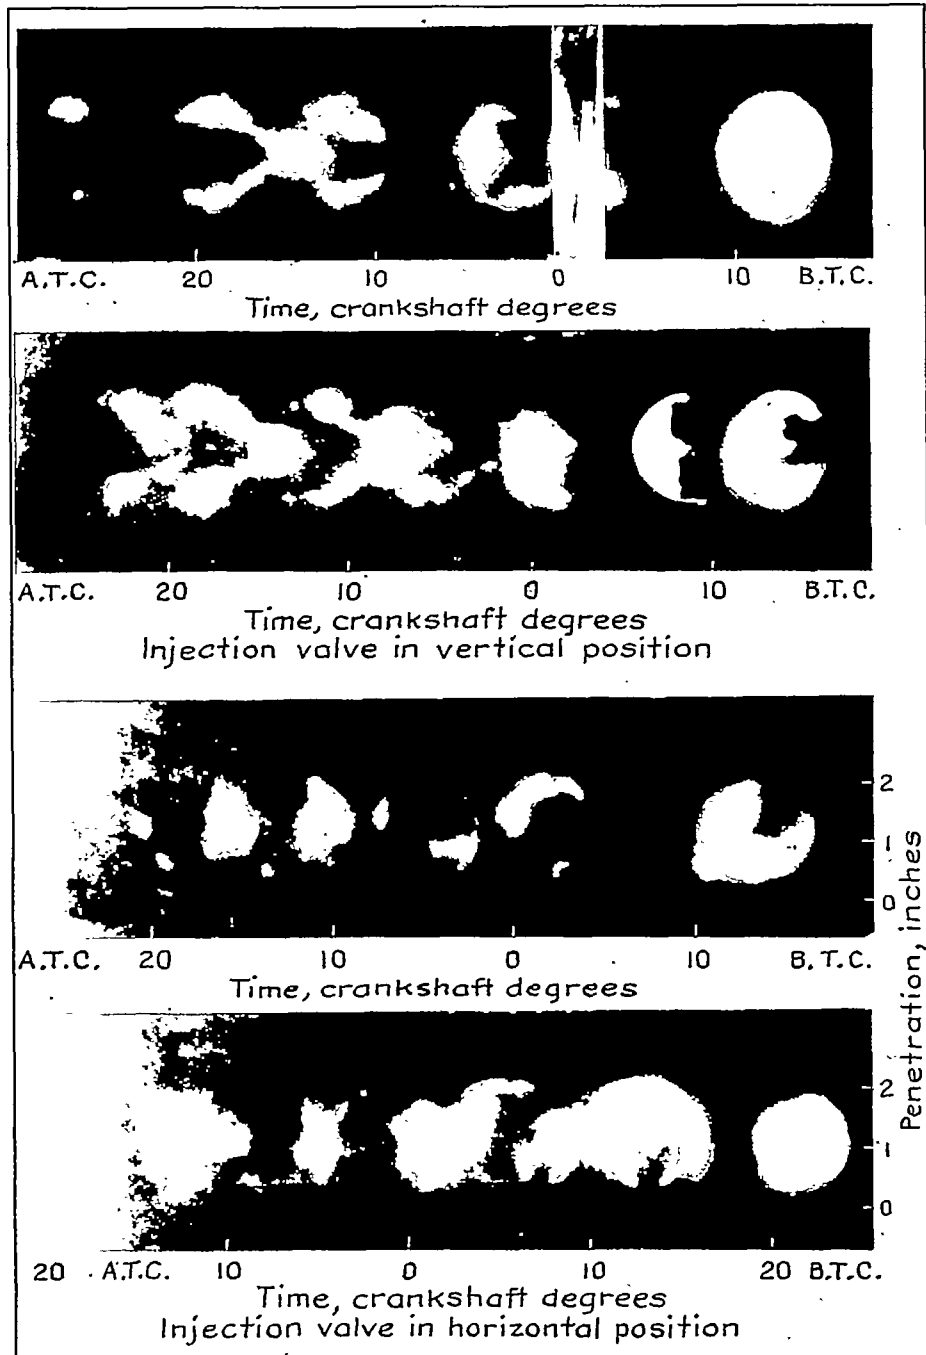 A.T.C. 20 10 0 10 B.T.C.
Time, crankshaft degrees
A.T.C. 20 10 0 10 B.T.C.
Time, crankshaft degrees
Injection valve in vertical position
2
1
0
A.T.C. 20 10 0 10 B.T.C.
Time, crankshaft degrees
Penetration, inches
2
1
0
20 A.T.C. 10 0 10 20 B.T.C.
Time, crankshaft degrees
Injection valve in horizontal position